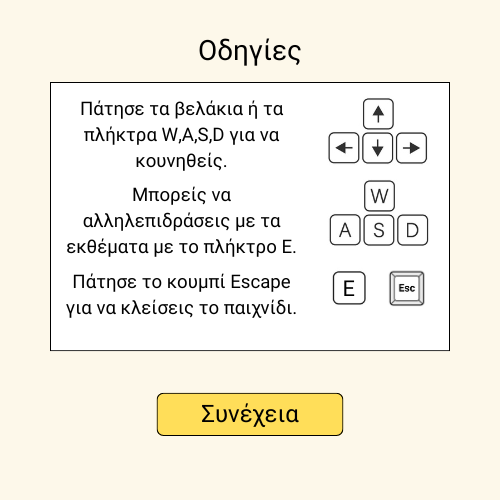 Οδηγίες
Πάτησε τα βελάκια ή τα
πλήκτρα W,A,S,D για να
κουνηθείς.
Μπορείς να
αλληλεπιδράσεις με τα
εκθέματα με το πλήκτρο Ε.
Πάτησε το κουμπί Escape
για να κλείσεις το παιχνίδι.
W
A S D
E Esc
Συνέχεια